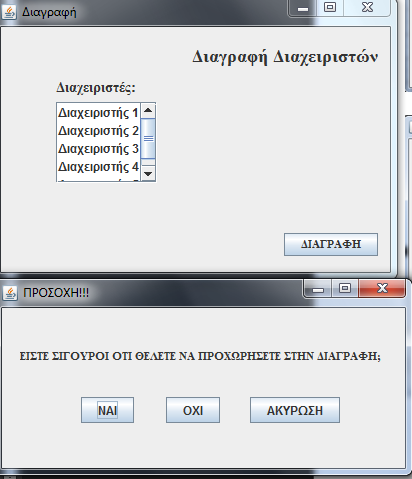 Διαγραφή
Διαγραφή Διαχειριστών
Διαχειριστές:
Διαχειριστής 1
Διαχειριστής 2
Διαχειριστής 3
Διαχειριστής 4
ΔΙΑΓΡΑΦΗ
ΠΡΟΣΟΧΗ!!!
ΕΙΣΤΕ ΣΙΓΟΥΡΟΙ ΟΤΙ ΘΕΛΕΤΕ ΝΑ ΠΡΟΧΩΡΗΣΕΤΕ ΣΤΗΝ ΔΙΑΓΡΑΦΗ;
ΝΑΙ ΟΧΙ ΑΚΥΡΩΣΗ